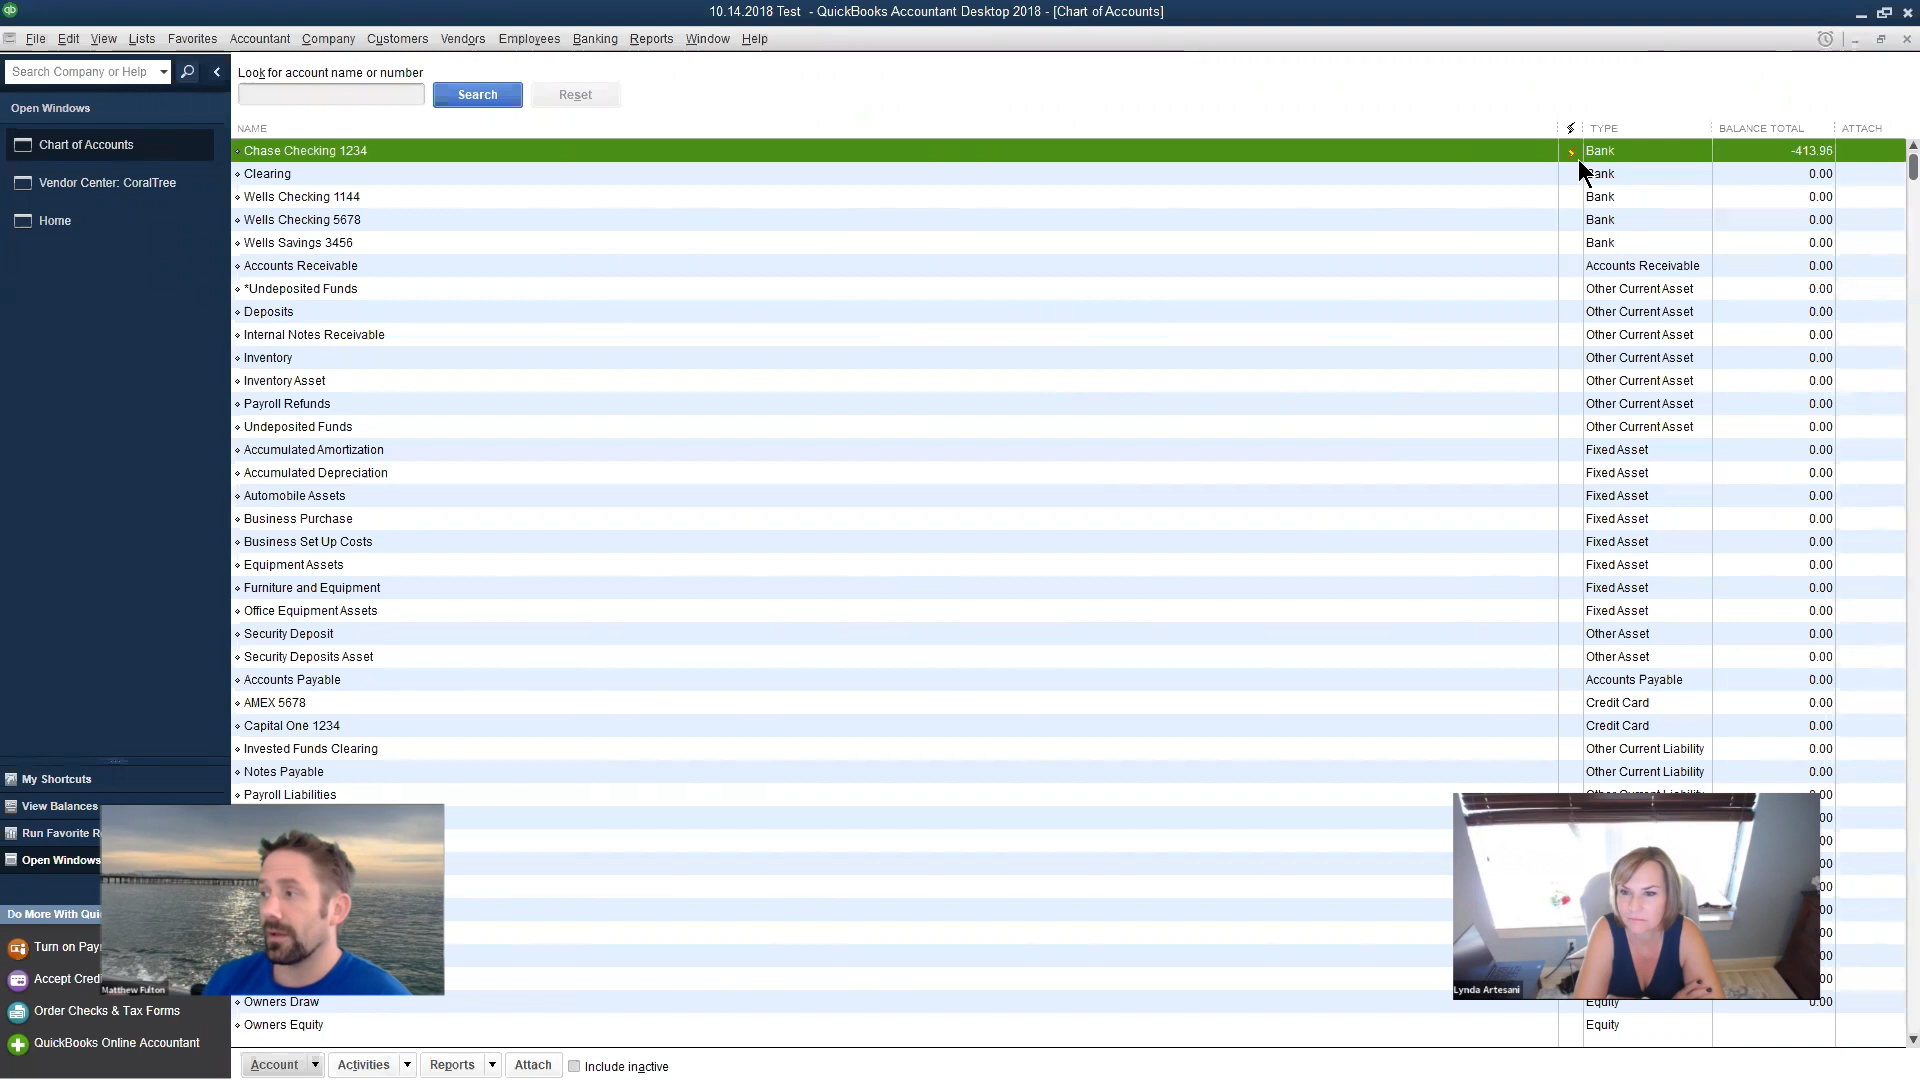 10.14.2018 Test - QuickBooks Accountant Desktop 2018 - [Chart of Accounts]
File Edit View Lists Favorites Accountant Company Customers Vendors Employees Banking Reports Window Help
Search Company or Help
Open Windows
Chart of Accounts
Vendor Center: CoralTree
Home
My Shortcuts
View Balances
Run Favorite
Open Windows
Do More With
Turn on
Accept
Order Checks & Tax Forms
QuickBooks Online Accountant
Look for account name or number
Search Reset
NAME TYPE BALANCE TOTAL ATTACH
Chase Checking 1234 Bank -413.96
Clearing 0.00
Wells Checking 1144 Bank 0.00
Wells Checking 5678 Bank 0.00
Wells Savings 3456 Bank 0.00
Accounts Receivable Accounts Receivable 0.00
*Undeposited Funds Other Current Asset 0.00
Deposits Other Current Asset 0.00
Internal Notes Receivable Other Current Asset 0.00
Inventory Other Current Asset 0.00
Inventory Asset Other Current Asset 0.00
Payroll Refunds Other Current Asset 0.00
Undeposited Funds Other Current Asset 0.00
Accumulated Amortization Fixed Asset 0.00
Accumulated Depreciation Fixed Asset 0.00
Automobile Assets Fixed Asset 0.00
Business Purchase Fixed Asset 0.00
Business Set Up Costs Fixed Asset 0.00
Equipment Assets Fixed Asset 0.00
Furniture and Equipment Fixed Asset 0.00
Office Equipment Assets Fixed Asset 0.00
Security Deposit Other Asset 0.00
Security Deposits Asset Other Asset 0.00
Accounts Payable Accounts Payable 0.00
AMEX 5678 Credit Card 0.00
Capital One 1234 Credit Card 0.00
Invested Funds Clearing Other Current Liability 0.00
Notes Payable Other Current Liability 0.00
Payroll Liabilities
Owners Draw Equity 0.00
Owners Equity Equity
Matthew Fulton
Lynda Artesani
Account Activities Reports Attach Include inactive